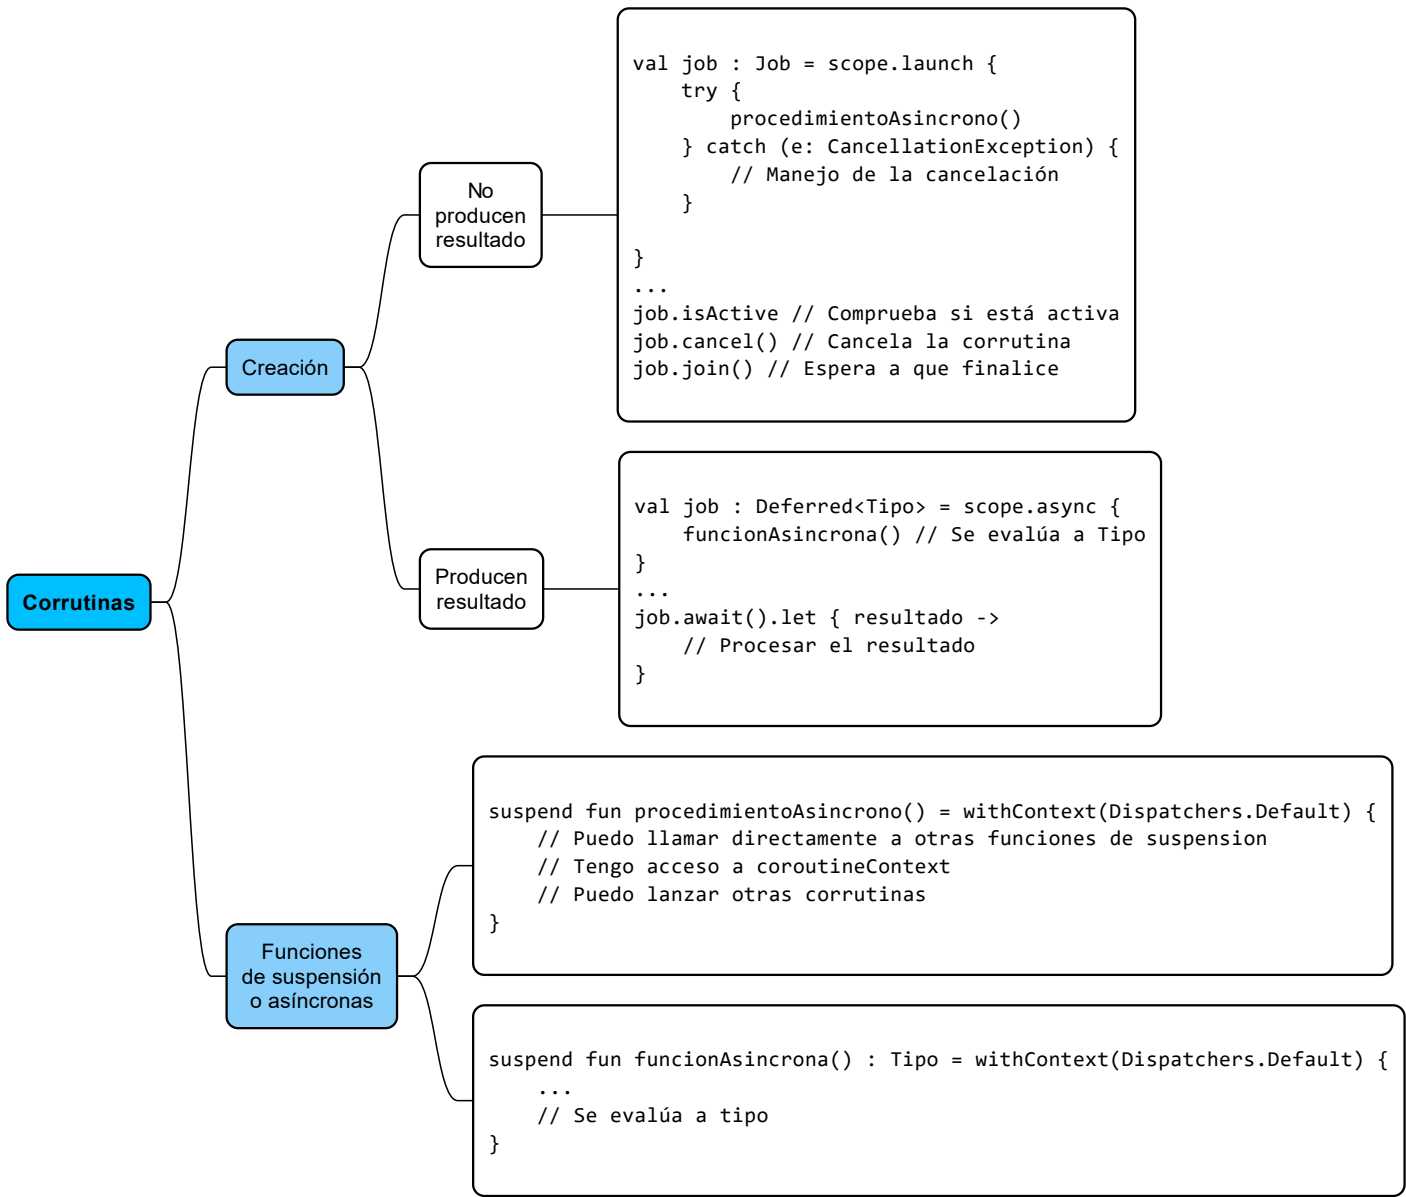 Corrutinas
Creación
No
producen
resultado
val job : Job = scope.launch {
    try {
        procedimientoAsincrono()
    } catch (e: CancellationException) {
        // Manejo de la cancelación
    }
}
...
job.isActive // Comprueba si está activa
job.cancel() // Cancela la corrutina
job.join() // Espera a que finalice
Producen
resultado
val job : Deferred<Tipo> = scope.async {
    funcionAsincrona() // Se evalúa a Tipo
}
...
job.await().let { resultado ->
    // Procesar el resultado
}
Funciones
de suspensión
o asíncronas
suspend fun procedimientoAsincrono() = withContext(Dispatchers.Default) {
    // Puedo llamar directamente a otras funciones de suspension
    // Tengo acceso a coroutineContext
    // Puedo lanzar otras corrutinas
}
suspend fun funcionAsincrona() : Tipo = withContext(Dispatchers.Default) {
    ...
    // Se evalúa a tipo
}